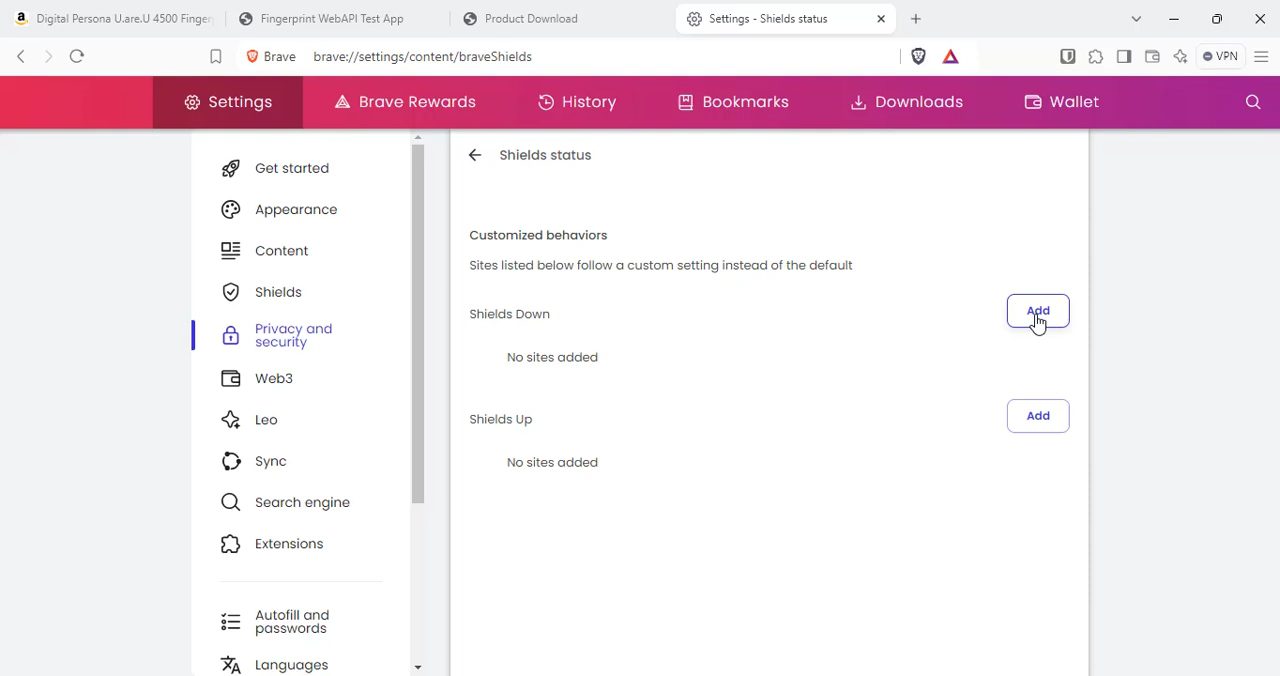 Digital Persona U.are.U 4500 Finger
Fingerprint WebAPI Test App
Product Download
Settings - Shields status
Brave
brave://settings/content/braveShields
VPN
Settings
Brave Rewards
History
Bookmarks
Downloads
Wallet
Get started
Appearance
Content
Shields
Privacy and
security
Web3
Leo
Sync
Search engine
Extensions
Autofill and
passwords
Languages
Shields status
Customized behaviors
Sites listed below follow a custom setting instead of the default
Shields Down
Add
No sites added
Shields Up
Add
No sites added